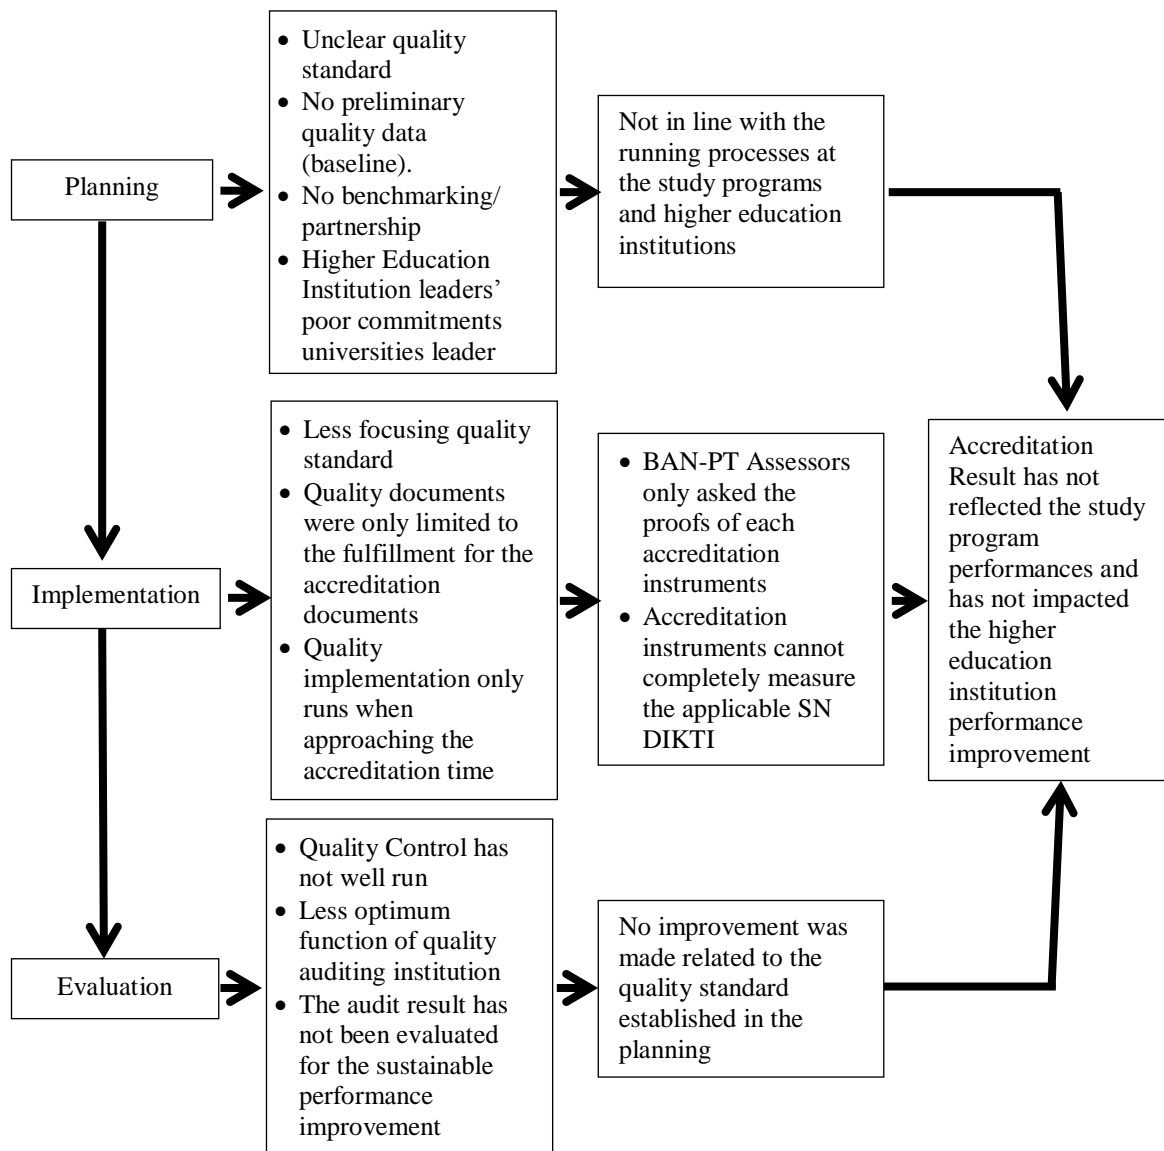 Planning
• Unclear quality
standard
• No preliminary
quality data
(baseline).
• No benchmarking/
partnership
• Higher Education
Institution leaders’
poor commitments
universities leader
Not in line with the
running processes at
the study programs
and higher education
institutions
Implementation
• Less focusing quality
standard
• Quality documents
were only limited to
the fulfillment for the
accreditation
documents
• Quality
implementation only
runs when
approaching the
accreditation time
• BAN-PT Assessors
only asked the
proofs of each
accreditation
instruments
• Accreditation
instruments cannot
completely measure
the applicable SN
DIKTI
Accreditation
Result has not
reflected the study
program
performances and
has not impacted
the higher
education
institution
performance
improvement
Evaluation
• Quality Control has
not well run
• Less optimum
function of quality
auditing institution
• The audit result has
not been evaluated
for the sustainable
performance
improvement
No improvement was
made related to the
quality standard
established in the
planning